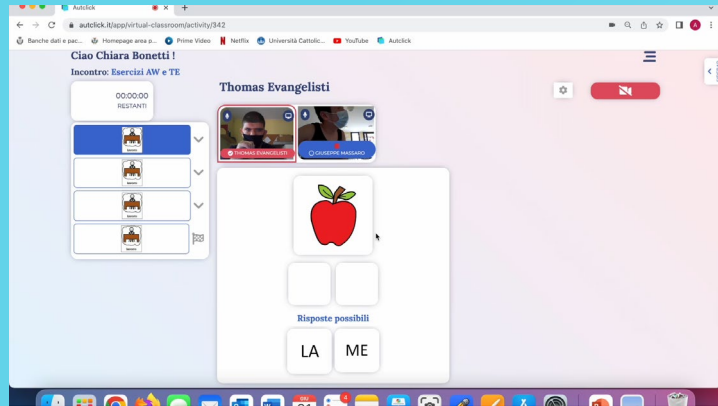 Autclick
autclick.it/app/virtual-classroom/activity/342
Banche dati e pac...
Homepage area p...
Prime Video
Netflix
Università Cattolic...
YouTube
Autclick
Ciao Chiara Bonetti !
Incontro: Esercizi AW e TE
00:00:00
RESTANTI
Thomas Evangelisti
THOMAS EVANGELISTI
GIUSEPPE MASSARO
Risposte possibili
LA ME